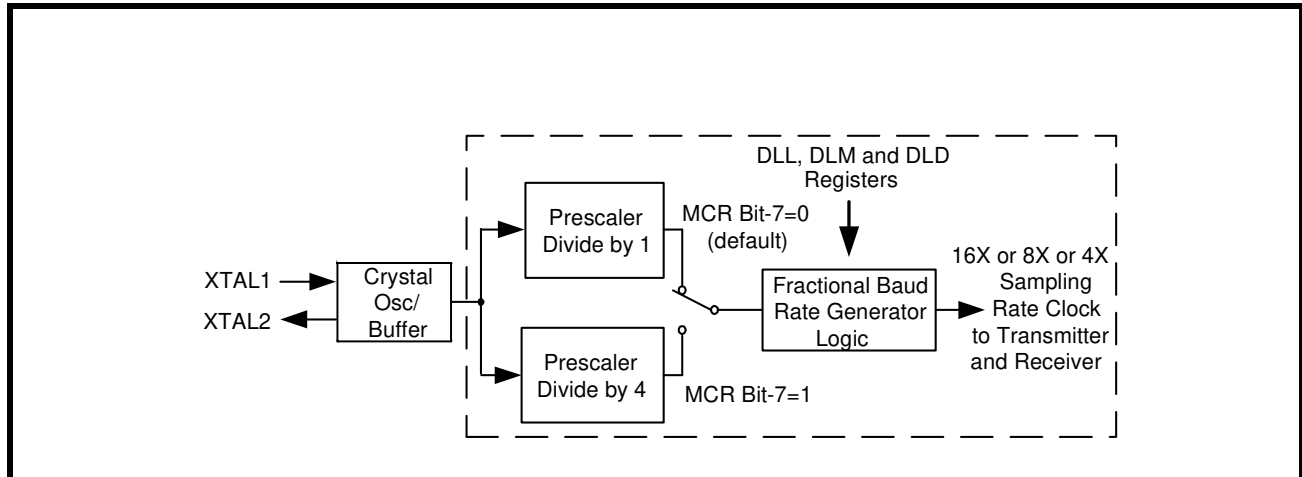 DLL, DLM and DLD
Registers
Prescaler
Divide by 1
MCR Bit-7=0
(default)
XTAL1
XTAL2
Crystal
Osc/
Buffer
Fractional Baud
Rate Generator
Logic
16X or 8X or 4X
Sampling
Rate Clock
to Transmitter
and Receiver
Prescaler
Divide by 4
MCR Bit-7=1